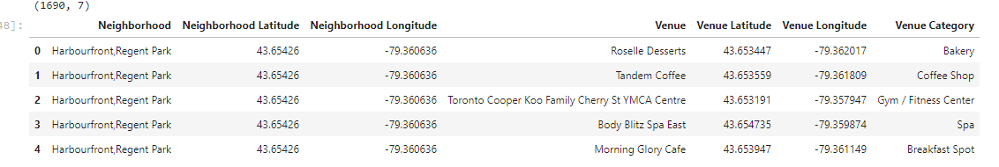 (1690, 7)
48]:
Neighborhood Neighborhood Latitude Neighborhood Longitude Venue Venue Latitude Venue Longitude Venue Category
0 Harbourfront,Regent Park 43.65426 -79.360636 Roselle Desserts 43.653447 -79.362017 Bakery
1 Harbourfront,Regent Park 43.65426 -79.360636 Tandem Coffee 43.653559 -79.361809 Coffee Shop
2 Harbourfront,Regent Park 43.65426 -79.360636 Toronto Cooper Koo Family Cherry St YMCA Centre 43.653191 -79.357947 Gym / Fitness Center
3 Harbourfront,Regent Park 43.65426 -79.360636 Body Blitz Spa East 43.654735 -79.359874 Spa
4 Harbourfront,Regent Park 43.65426 -79.360636 Morning Glory Cafe 43.653947 -79.361149 Breakfast Spot